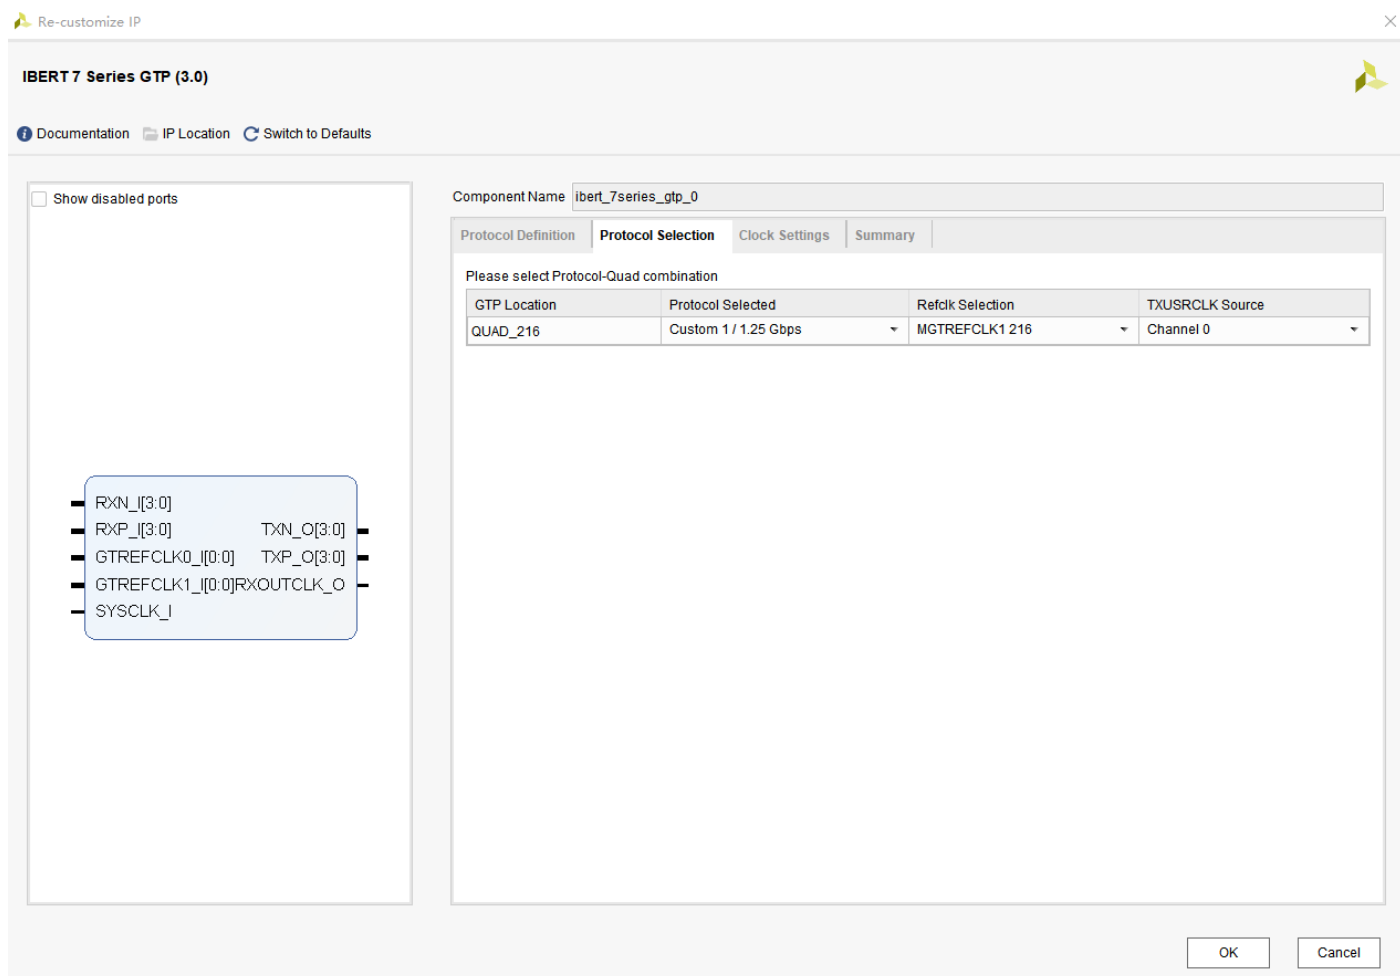 Re-customize IP
IBERT 7 Series GTP (3.0)
Documentation IP Location Switch to Defaults
Show disabled ports
Component Name ibert_7series_gtp_0
Protocol Definition Protocol Selection Clock Settings Summary
Please select Protocol-Quad combination
GTP Location Protocol Selected Refclk Selection TXUSRCLK Source
QUAD_216 Custom 1 / 1.25 Gbps MGTREFCLK1 216 Channel 0
RXN_I[3:0]
RXP_I[3:0] TXN_O[3:0]
GTREFCLK0_I[0:0] TXP_O[3:0]
GTREFCLK1_I[0:0] RXOUTCLK_O
SYSCLK_I
OK Cancel